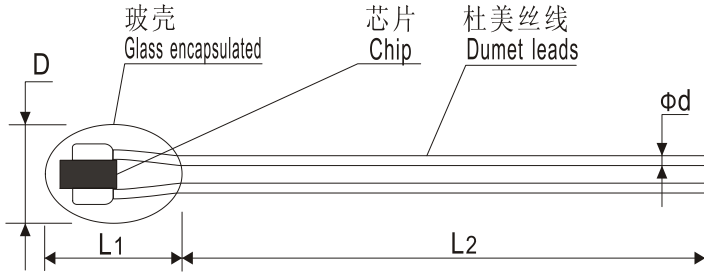 玻壳
Glass encapsulated
芯片
Chip
杜美丝线
Dumet leads
D
Φd
L1
L2